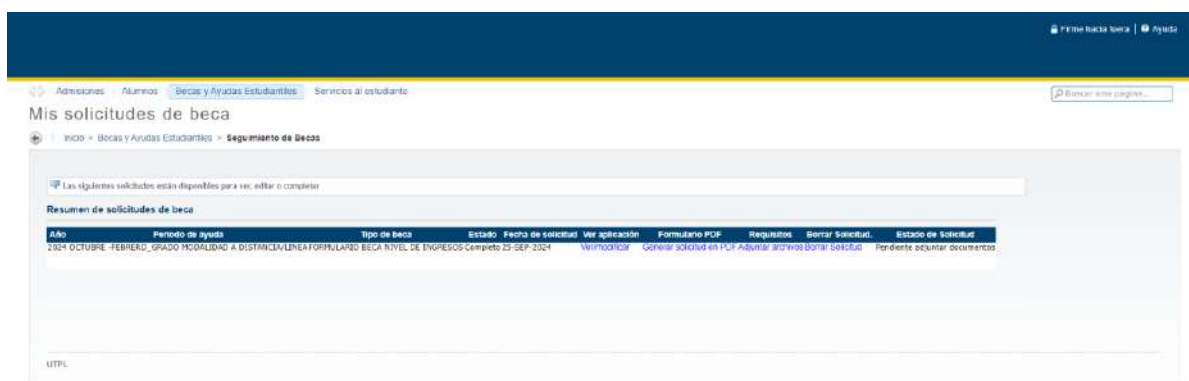 Firme hacia fuera | Ayuda
Admisiones Alumnos Becas y Ayudas Estudiantiles Servicios al estudiante
Buscar una página...
Mis solicitudes de beca
Inicio > Becas y Ayudas Estudiantiles > Seguimiento de Becas
Las siguientes solicitudes están disponibles para ver, editar o completar
Resumen de solicitudes de beca
Año Periodo de ayuda Tipo de beca Estado Fecha de solicitud Ver aplicación Formulario PDF Requisitos Borrar Solicitud. Estado de Solicitud
2024 OCTUBRE -FEBRERO_GRADO MODALIDAD A DISTANCIA/LINEA FORMULARIO BECA NIVEL DE INGRESOS Completo 25-SEP-2024 Ver/modificar Generar solicitud en PDF Adjuntar archivos Borrar Solicitud Pendiente adjuntar documentos
UTPL